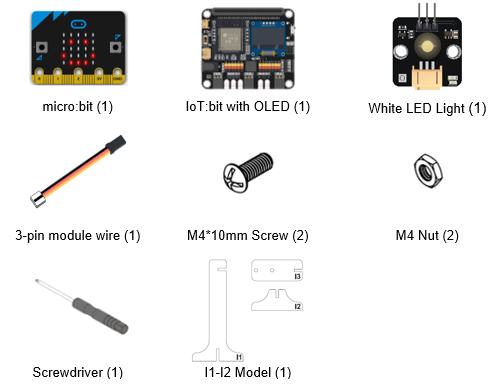 micro:bit (1)
IoT:bit with OLED (1)
White LED Light (1)
3-pin module wire (1)
M4*10mm Screw (2)
M4 Nut (2)
I3
I2
I1
Screwdriver (1)
I1-I2 Model (1)